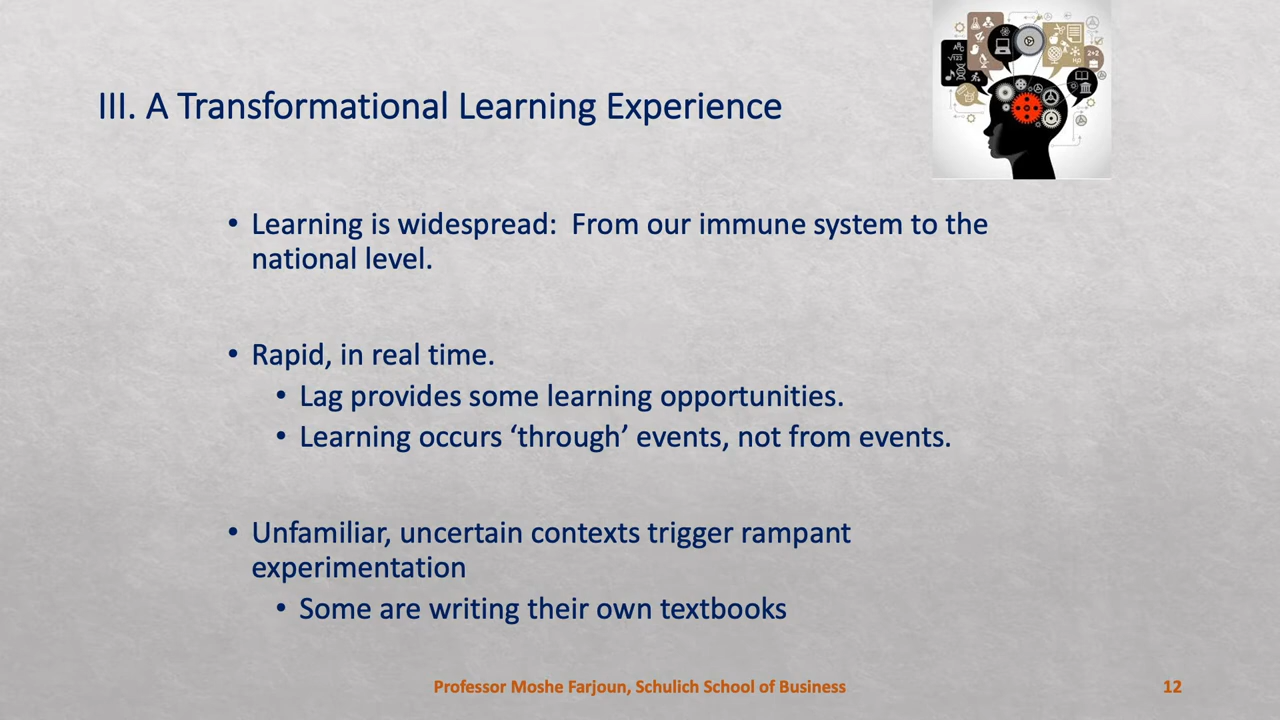 III. A Transformational Learning Experience
• Learning is widespread:  From our immune system to the
national level.
• Rapid, in real time.
• Lag provides some learning opportunities.
• Learning occurs ‘through’ events, not from events.
• Unfamiliar, uncertain contexts trigger rampant
experimentation
• Some are writing their own textbooks
Professor Moshe Farjoun, Schulich School of Business
12